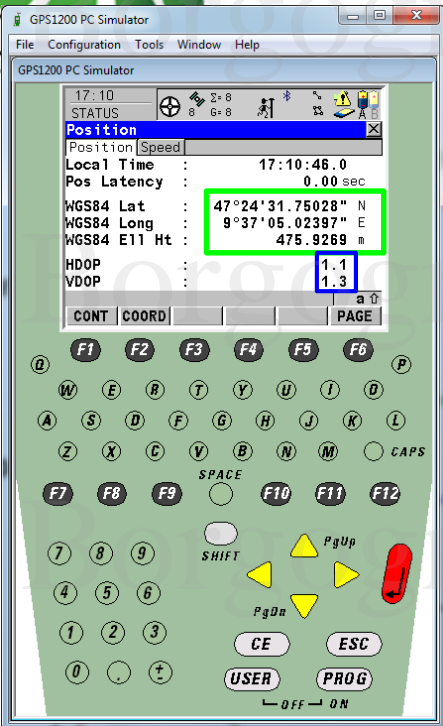 GPS1200 PC Simulator
File Configuration Tools Window Help
GPS1200 PC Simulator
17:10
STATUS
8
Σ= 8
G= 8
A B
Position
Position Speed
Local Time : 17:10:46.0
Pos Latency : 0.00 sec
WGS84 Lat : 47°24'31.75028" N
WGS84 Long : 9°37'05.02397" E
WGS84 Ell Ht : 475.9269 m
HDOP : 1.1
VDOP : 1.3
a
CONT COORD PAGE
F1 F2 F3 F4 F5 F6
Q P
W E R T Y U I O
A S D F G H J K L
Z X C V B N M CAPS
SPACE
F7 F8 F9 F10 F11 F12
7 8 9
SHIFT
PgUp
4 5 6
PgDn
1 2 3
CE ESC
0 . ±
USER PROG
OFF ON
Borgogn
Borgogn
Borgogn